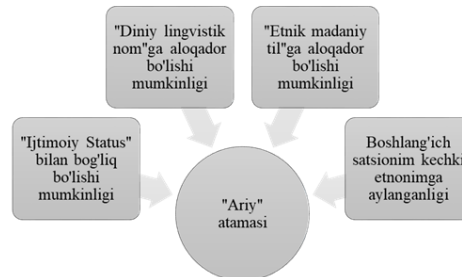 "Diniy lingvistik
nom"ga aloqador
bo'lishi
mumkinligi
"Etnik madaniy
til"ga aloqador
bo'lishi
mumkinligi
"Ijtimoiy Status"
bilan bog'liq
bo'lishi
mumkinligi
Boshlang'ich
satsionim kechki
etnonimga
aylanganligi
"Ariy"
atamasi